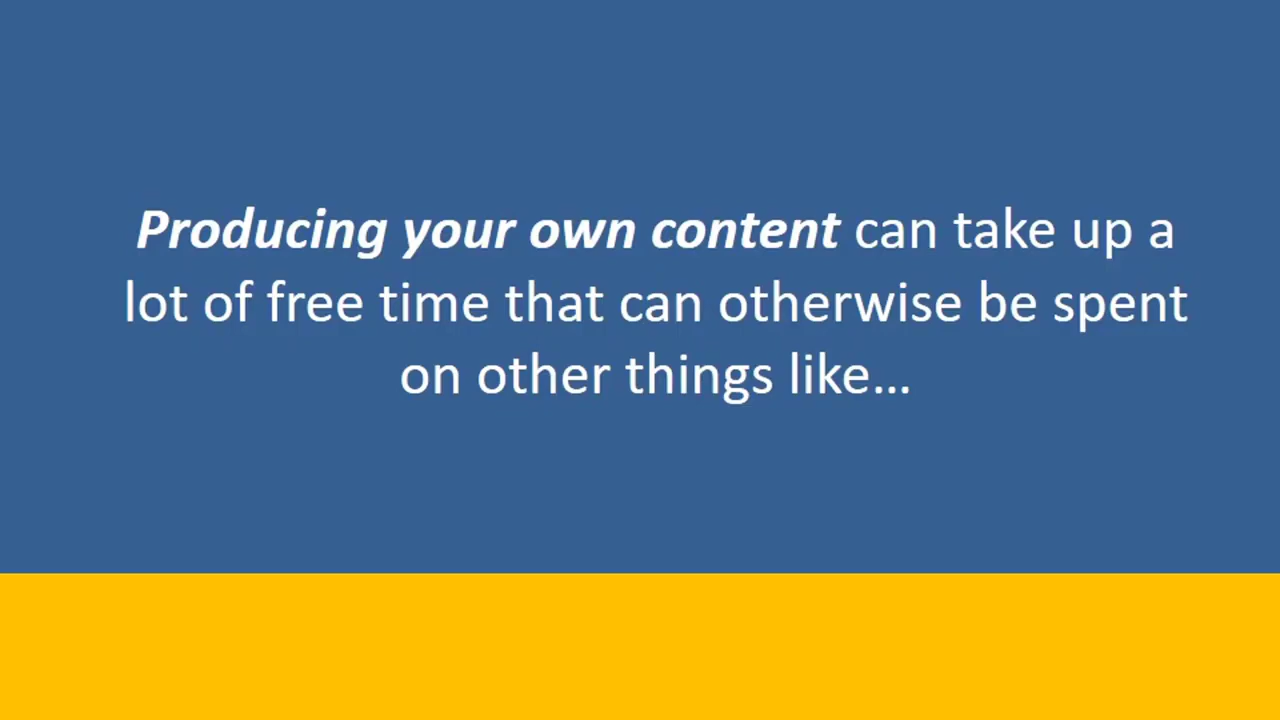 Producing your own content can take up a
lot of free time that can otherwise be spent
on other things like…